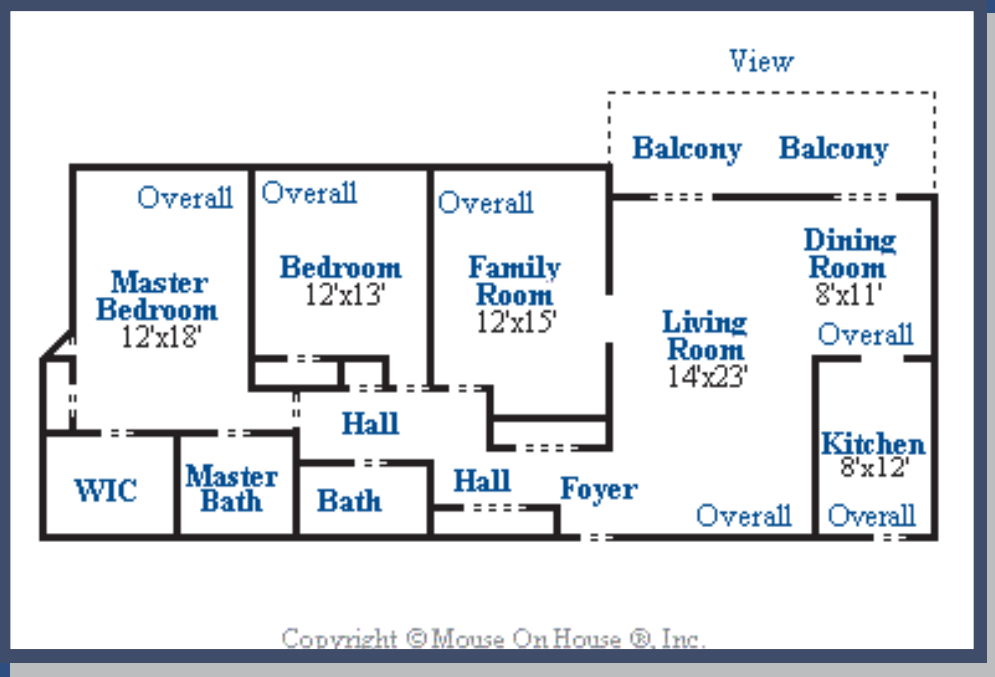 View
Balcony Balcony
Overall
Overall
Overall
Master
Bedroom
12'x18'
Bedroom
12'x13'
Family
Room
12'x15'
Living
Room
14'x23'
Dining
Room
8'x11'
Overall
Hall
Kitchen
8'x12'
WIC
Master
Bath
Bath
Hall
Foyer
Overall
Overall
Copyright © Mouse On House ®, Inc.